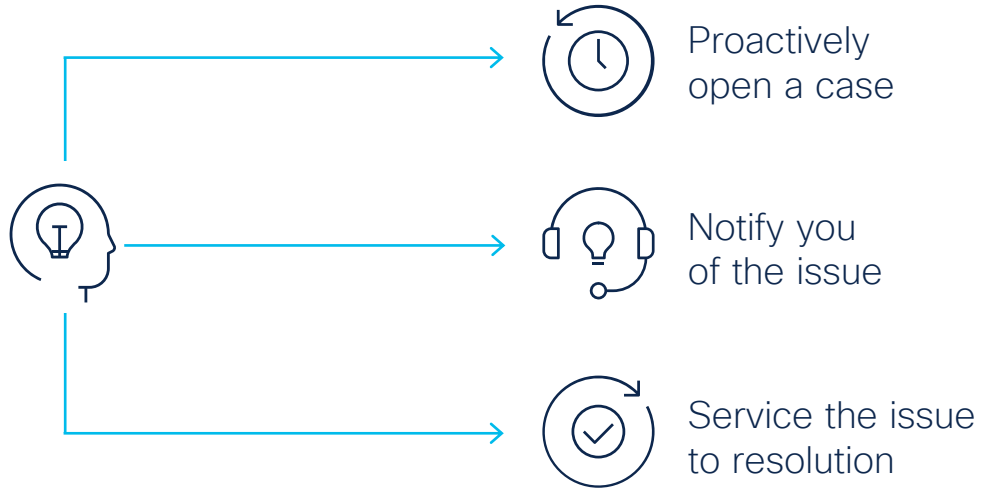 Proactively
open a case
Notify you
of the issue
Service the issue
to resolution